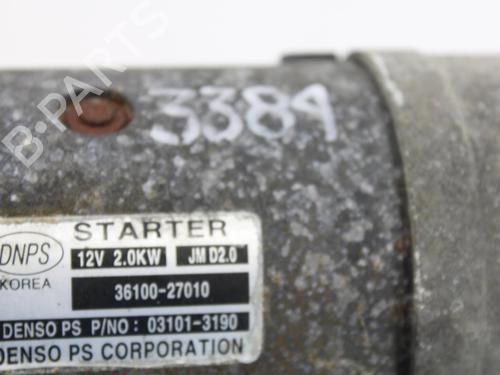 3384
B-PARTS
DNPS
STARTER
12V 2.0KW JM D2.0
KOREA
36100-27010
DENSO PS P/NO : 03101-3190
DENSO PS CORPORATION